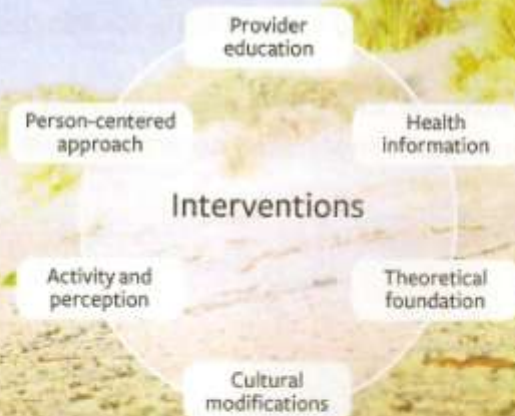 Provider
education
Person-centered
approach
Health
information
Interventions
Activity and
perception
Theoretical
foundation
Cultural
modifications